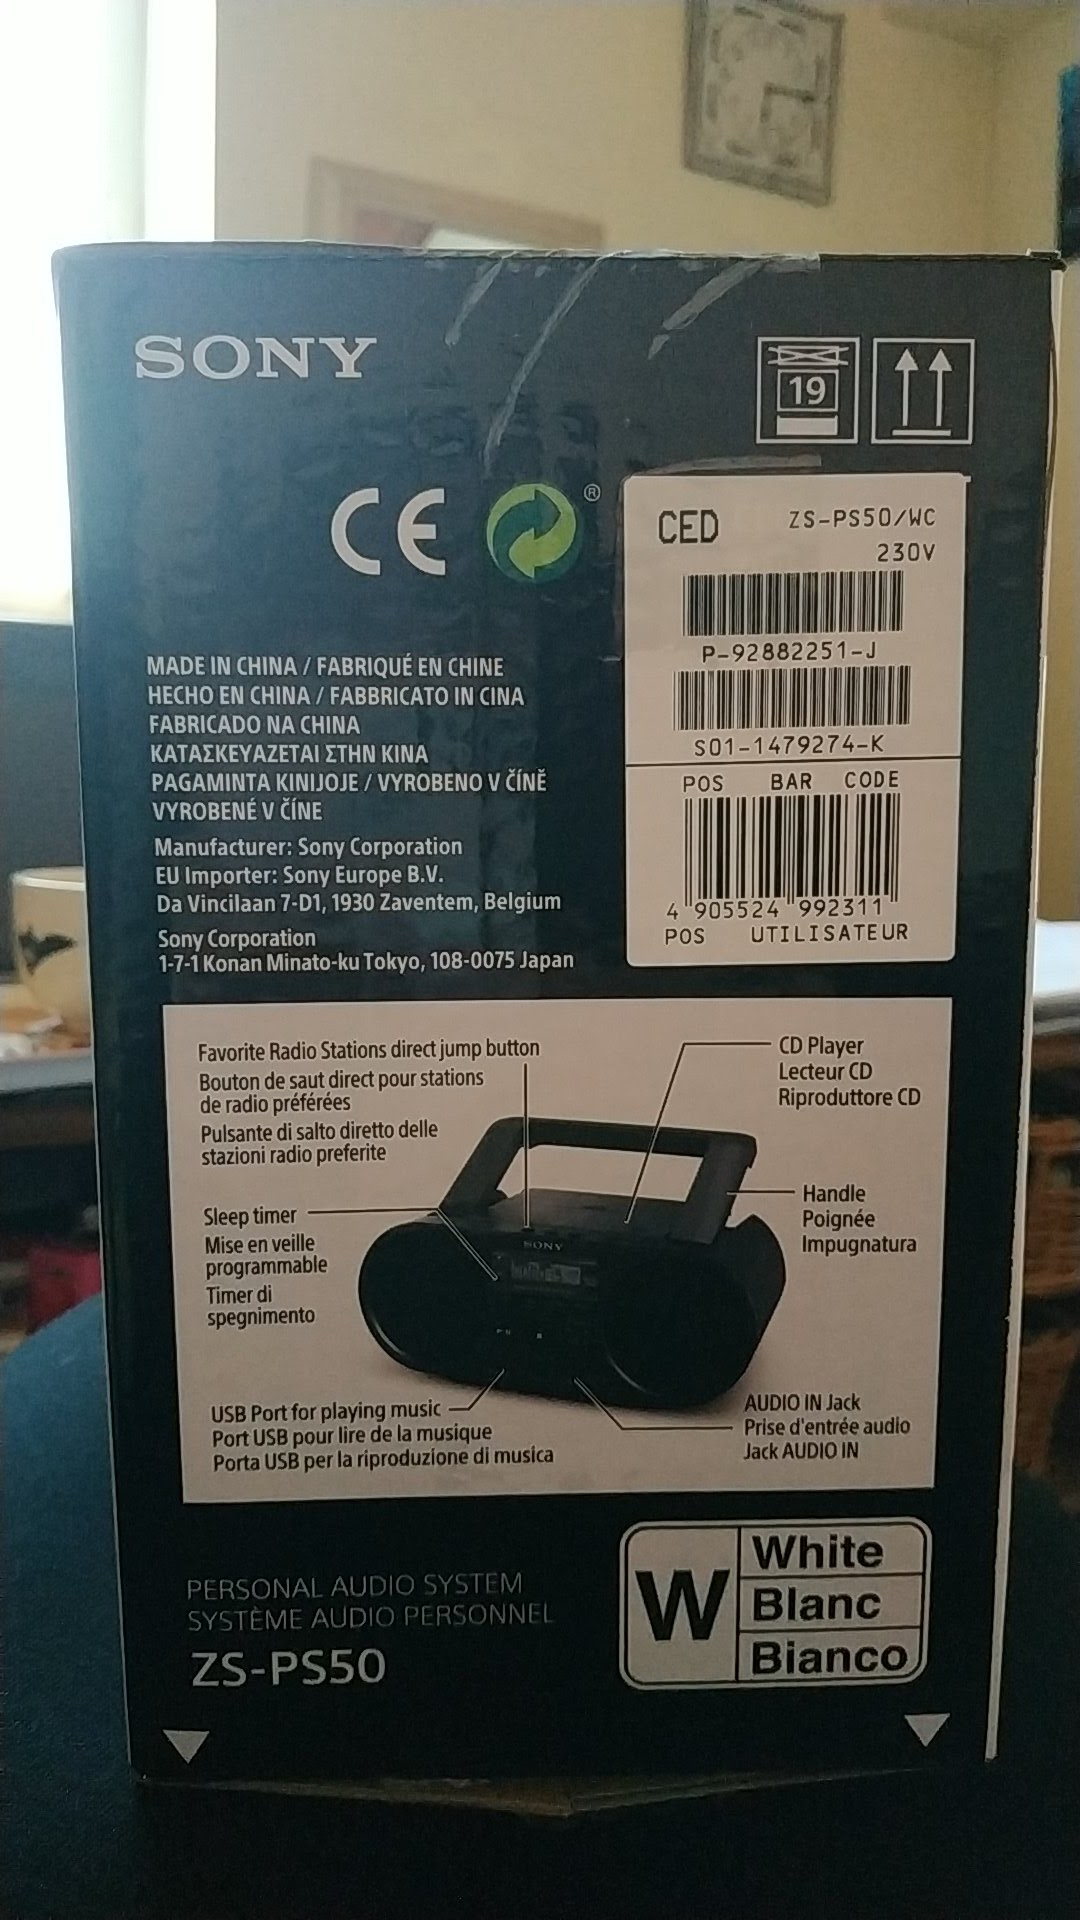 SONY
19
CE
®
CED
ZS-PS50/WC
230V
P-92882251-J
S01-1479274-K
POS BAR CODE
4 905524 992311
POS UTILISATEUR
MADE IN CHINA / FABRIQUÉ EN CHINE
HECHO EN CHINA / FABBRICATO IN CINA
FABRICADO NA CHINA
ΚΑΤΑΣΚΕΥΑΖΕΤΑΙ ΣΤΗΝ ΚΙΝΑ
PAGAMINTA KINIJOJE / VYROBENO V ČÍNĚ
VYROBENÉ V ČÍNE
Manufacturer: Sony Corporation
EU Importer: Sony Europe B.V.
Da Vincilaan 7-D1, 1930 Zaventem, Belgium
Sony Corporation
1-7-1 Konan Minato-ku Tokyo, 108-0075 Japan
Favorite Radio Stations direct jump button
Bouton de saut direct pour stations
de radio préférées
Pulsante di salto diretto delle
stazioni radio preferite
CD Player
Lecteur CD
Riproduttore CD
Sleep timer
Mise en veille
programmable
Timer di
spegnimento
Handle
Poignée
Impugnatura
SONY
USB Port for playing music
Port USB pour lire de la musique
Porta USB per la riproduzione di musica
AUDIO IN Jack
Prise d'entrée audio
Jack AUDIO IN
PERSONAL AUDIO SYSTEM
SYSTÈME AUDIO PERSONNEL
ZS-PS50
W
White
Blanc
Bianco